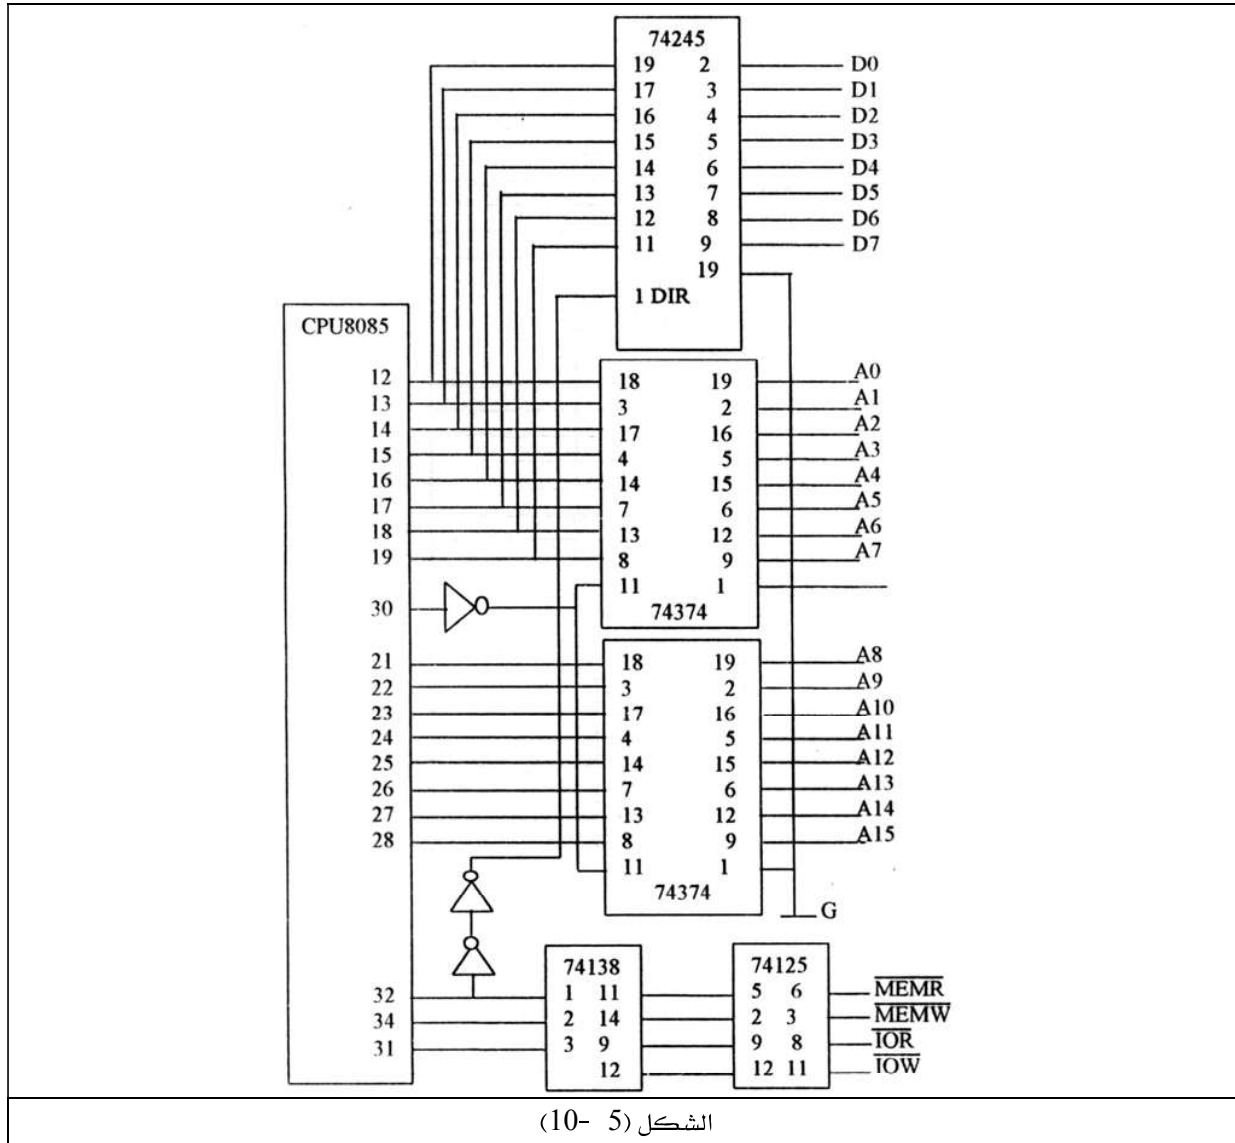 74245
19 2 D0
17 3 D1
16 4 D2
15 5 D3
14 6 D4
13 7 D5
12 8 D6
11 9 D7
19
1 DIR
CPU8085
12 18 19 A0
13 3 2 A1
14 17 16 A2
15 4 5 A3
16 14 15 A4
17 7 6 A5
18 13 12 A6
19 8 9 A7
11 1
30
74374
21 18 19 A8
22 3 2 A9
23 17 16 A10
24 4 5 A11
25 14 15 A12
26 7 6 A13
27 13 12 A14
28 8 9 A15
11 1
74374
G
74138 74125
32 1 11 5 6 MEMR
34 2 14 2 3 MEMW
31 3 9 9 8 IOR
12 12 11 IOW
الشكل (5 -10)